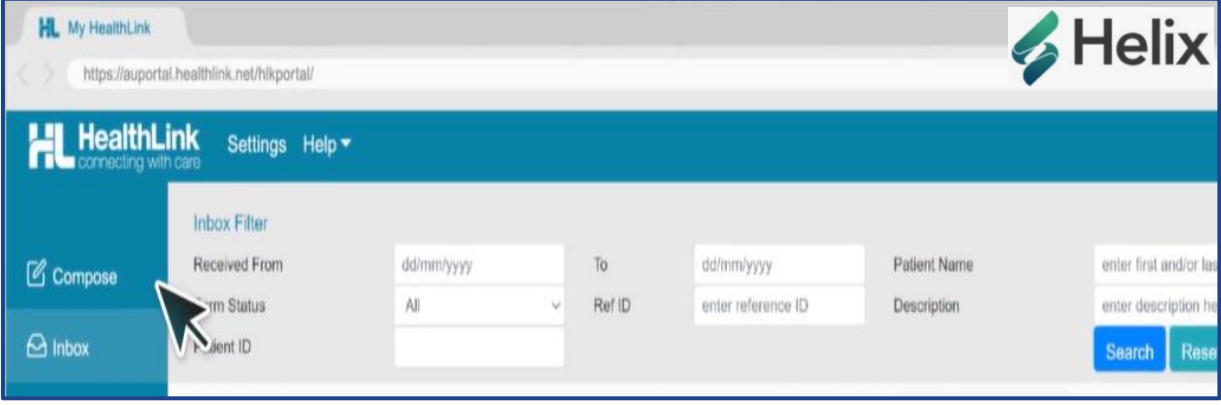 HL My HealthLink
Helix
https://auportal.healthlink.net/hlkportal/
HL HealthLink
connecting with care
Settings Help
Inbox Filter
Compose
Received From dd/mm/yyyy To dd/mm/yyyy Patient Name enter first and/or las
Status All Ref ID enter reference ID Description enter description he
Inbox
ID
Search Rese